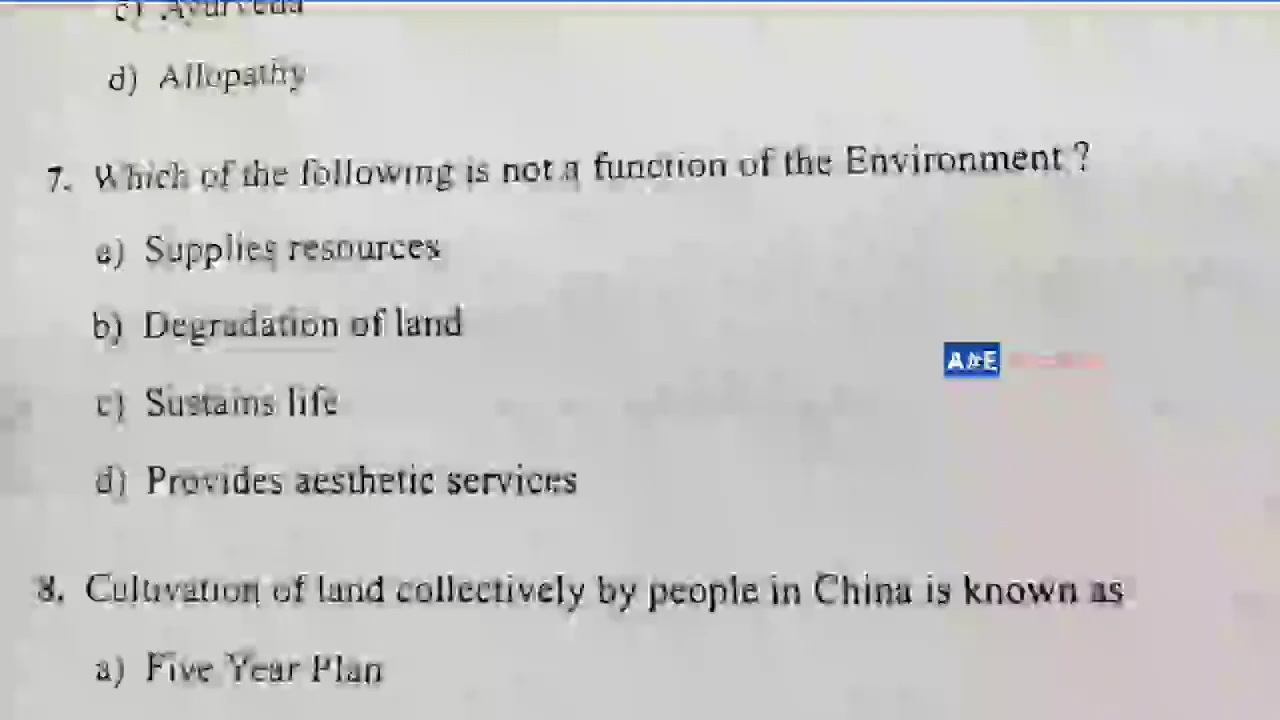 c) Ayurveda
d) Allopathy
7. Which of the following is not a function of the Environment ?
a) Supplies resources
b) Degradation of land
A&E
c) Sustains life
d) Provides aesthetic services
8. Cultivation of land collectively by people in China is known as
a) Five Year Plan